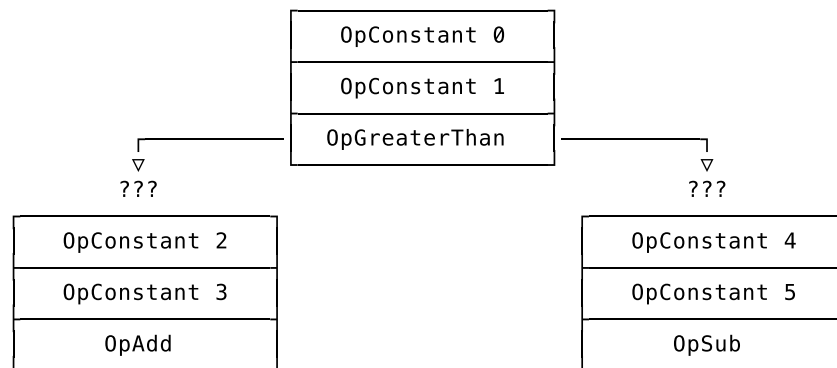 OpConstant 0
OpConstant 1
OpGreaterThan
??? ???
OpConstant 2 OpConstant 4
OpConstant 3 OpConstant 5
OpAdd OpSub